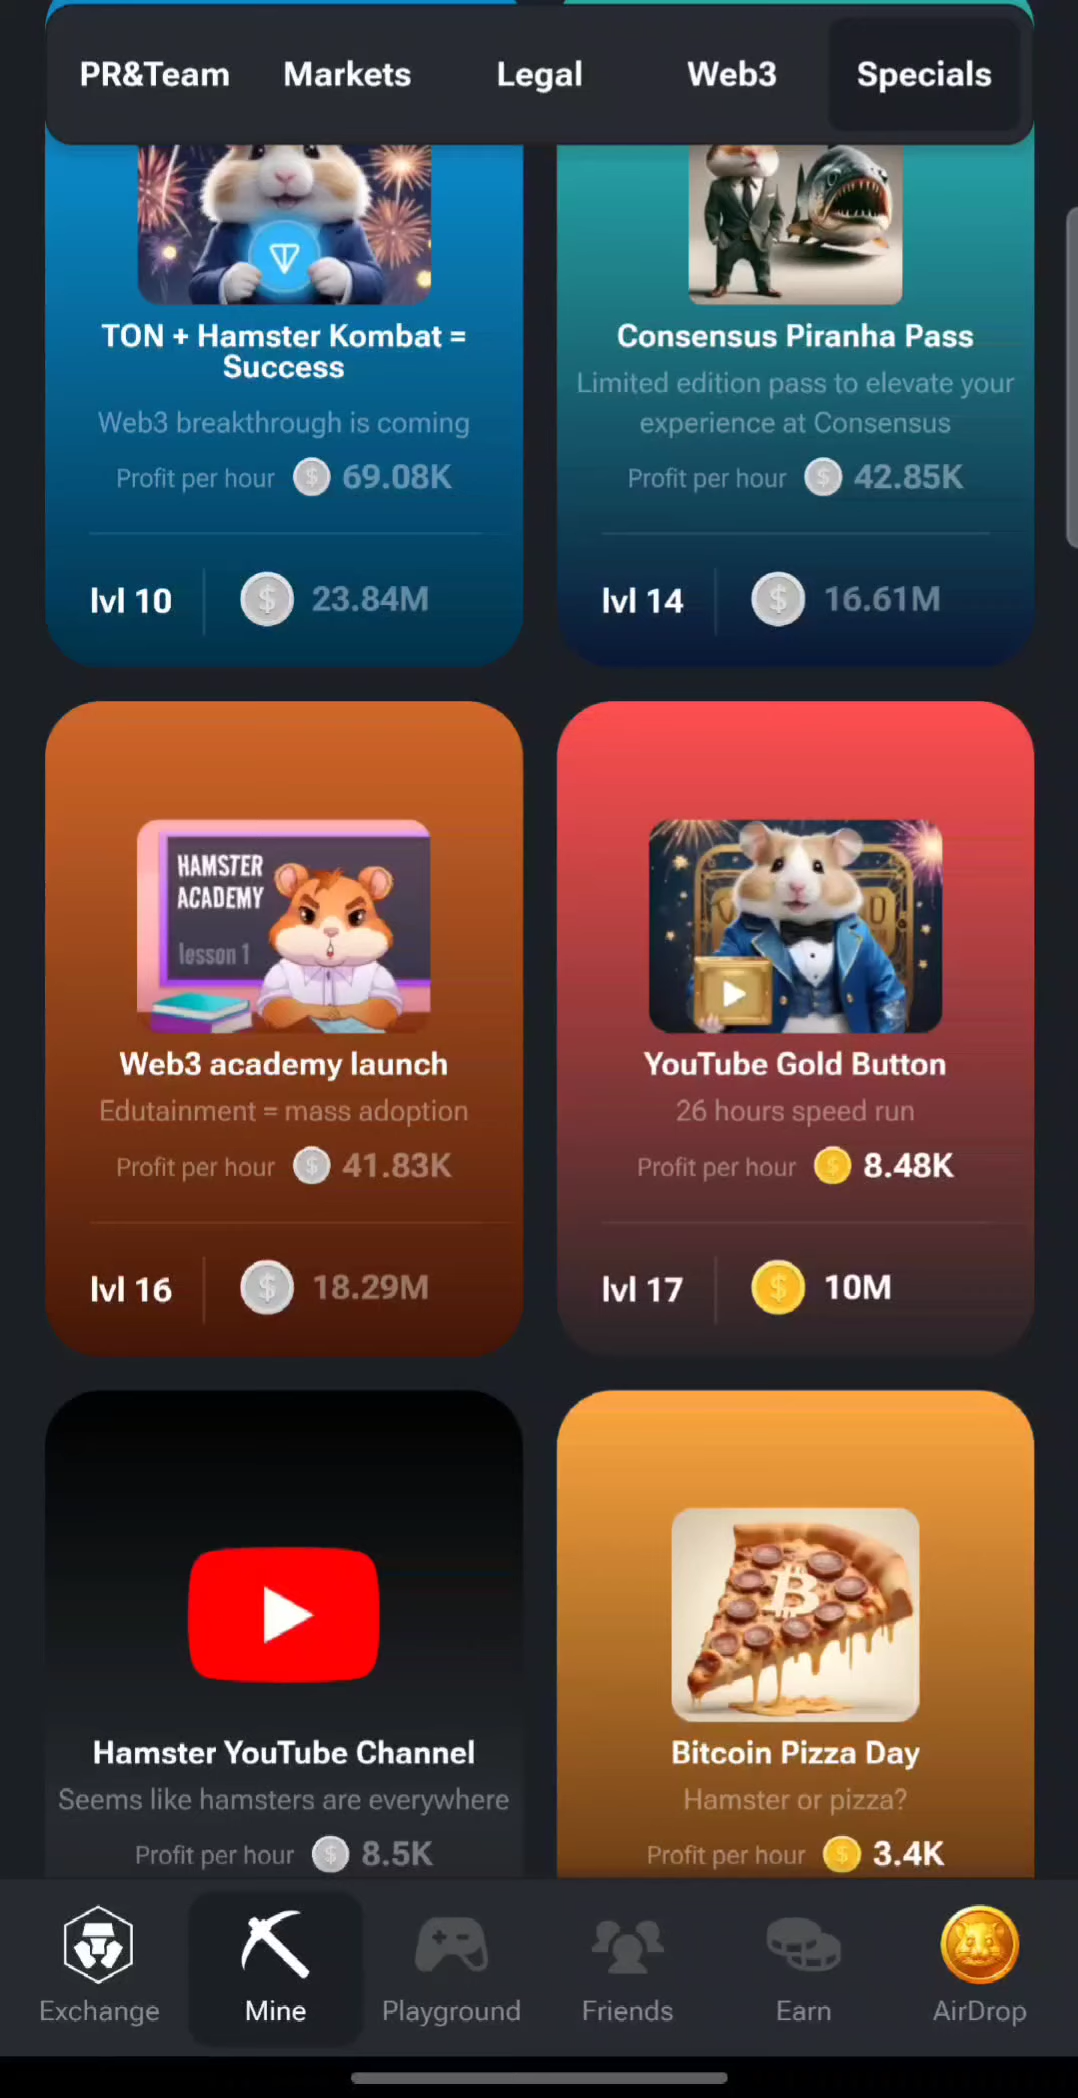 PR&Team
Markets
Legal
Web3
Specials
TON + Hamster Kombat =
Success
Web3 breakthrough is coming
Profit per hour
69.08K
lvl 10
23.84M
Consensus Piranha Pass
Limited edition pass to elevate your
experience at Consensus
Profit per hour
42.85K
lvl 14
16.61M
HAMSTER
ACADEMY
lesson 1
Web3 academy launch
Edutainment = mass adoption
Profit per hour
41.83K
lvl 16
18.29M
YouTube Gold Button
26 hours speed run
Profit per hour
8.48K
lvl 17
10M
Hamster YouTube Channel
Seems like hamsters are everywhere
Profit per hour
8.5K
Bitcoin Pizza Day
Hamster or pizza?
Profit per hour
3.4K
Exchange
Mine
Playground
Friends
Earn
AirDrop